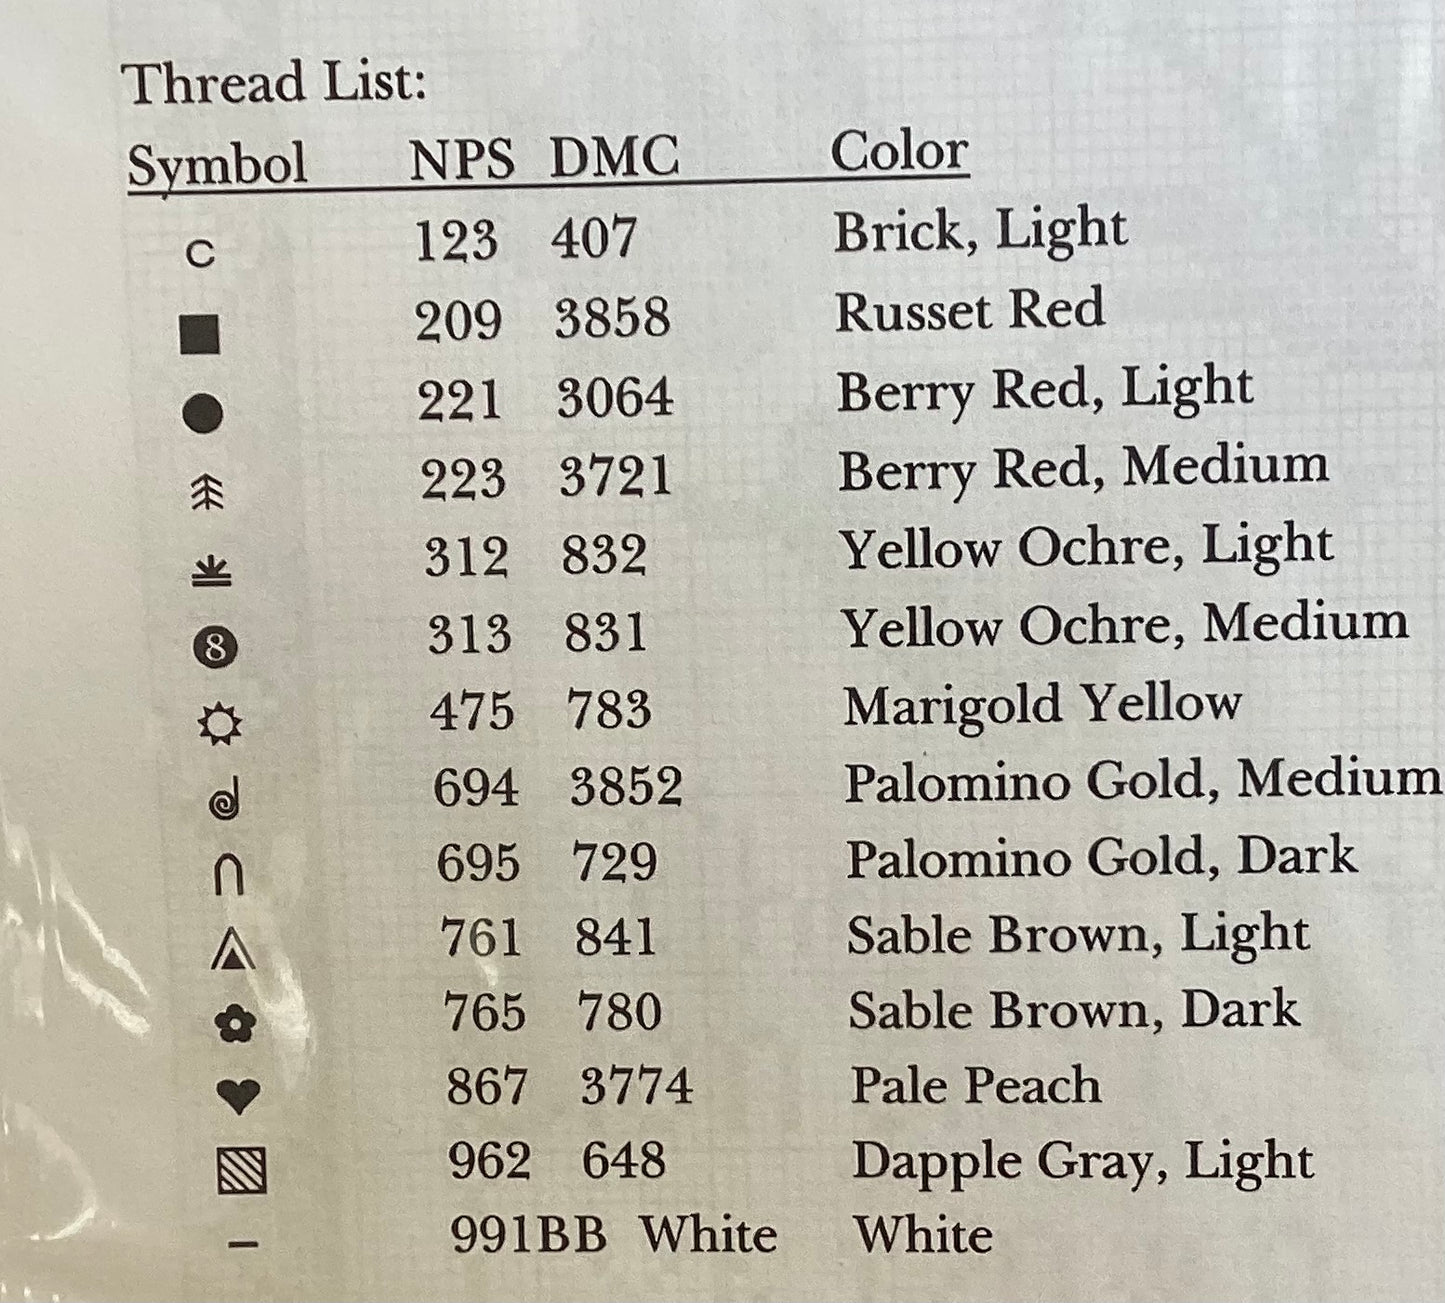 Thread List:
Symbol NPS DMC Color
c 123 407 Brick, Light
■ 209 3858 Russet Red
● 221 3064 Berry Red, Light
223 3721 Berry Red, Medium
312 832 Yellow Ochre, Light
❽ 313 831 Yellow Ochre, Medium
475 783 Marigold Yellow
694 3852 Palomino Gold, Medium
∩ 695 729 Palomino Gold, Dark
761 841 Sable Brown, Light
765 780 Sable Brown, Dark
♥ 867 3774 Pale Peach
▧ 962 648 Dapple Gray, Light
– 991BB White White